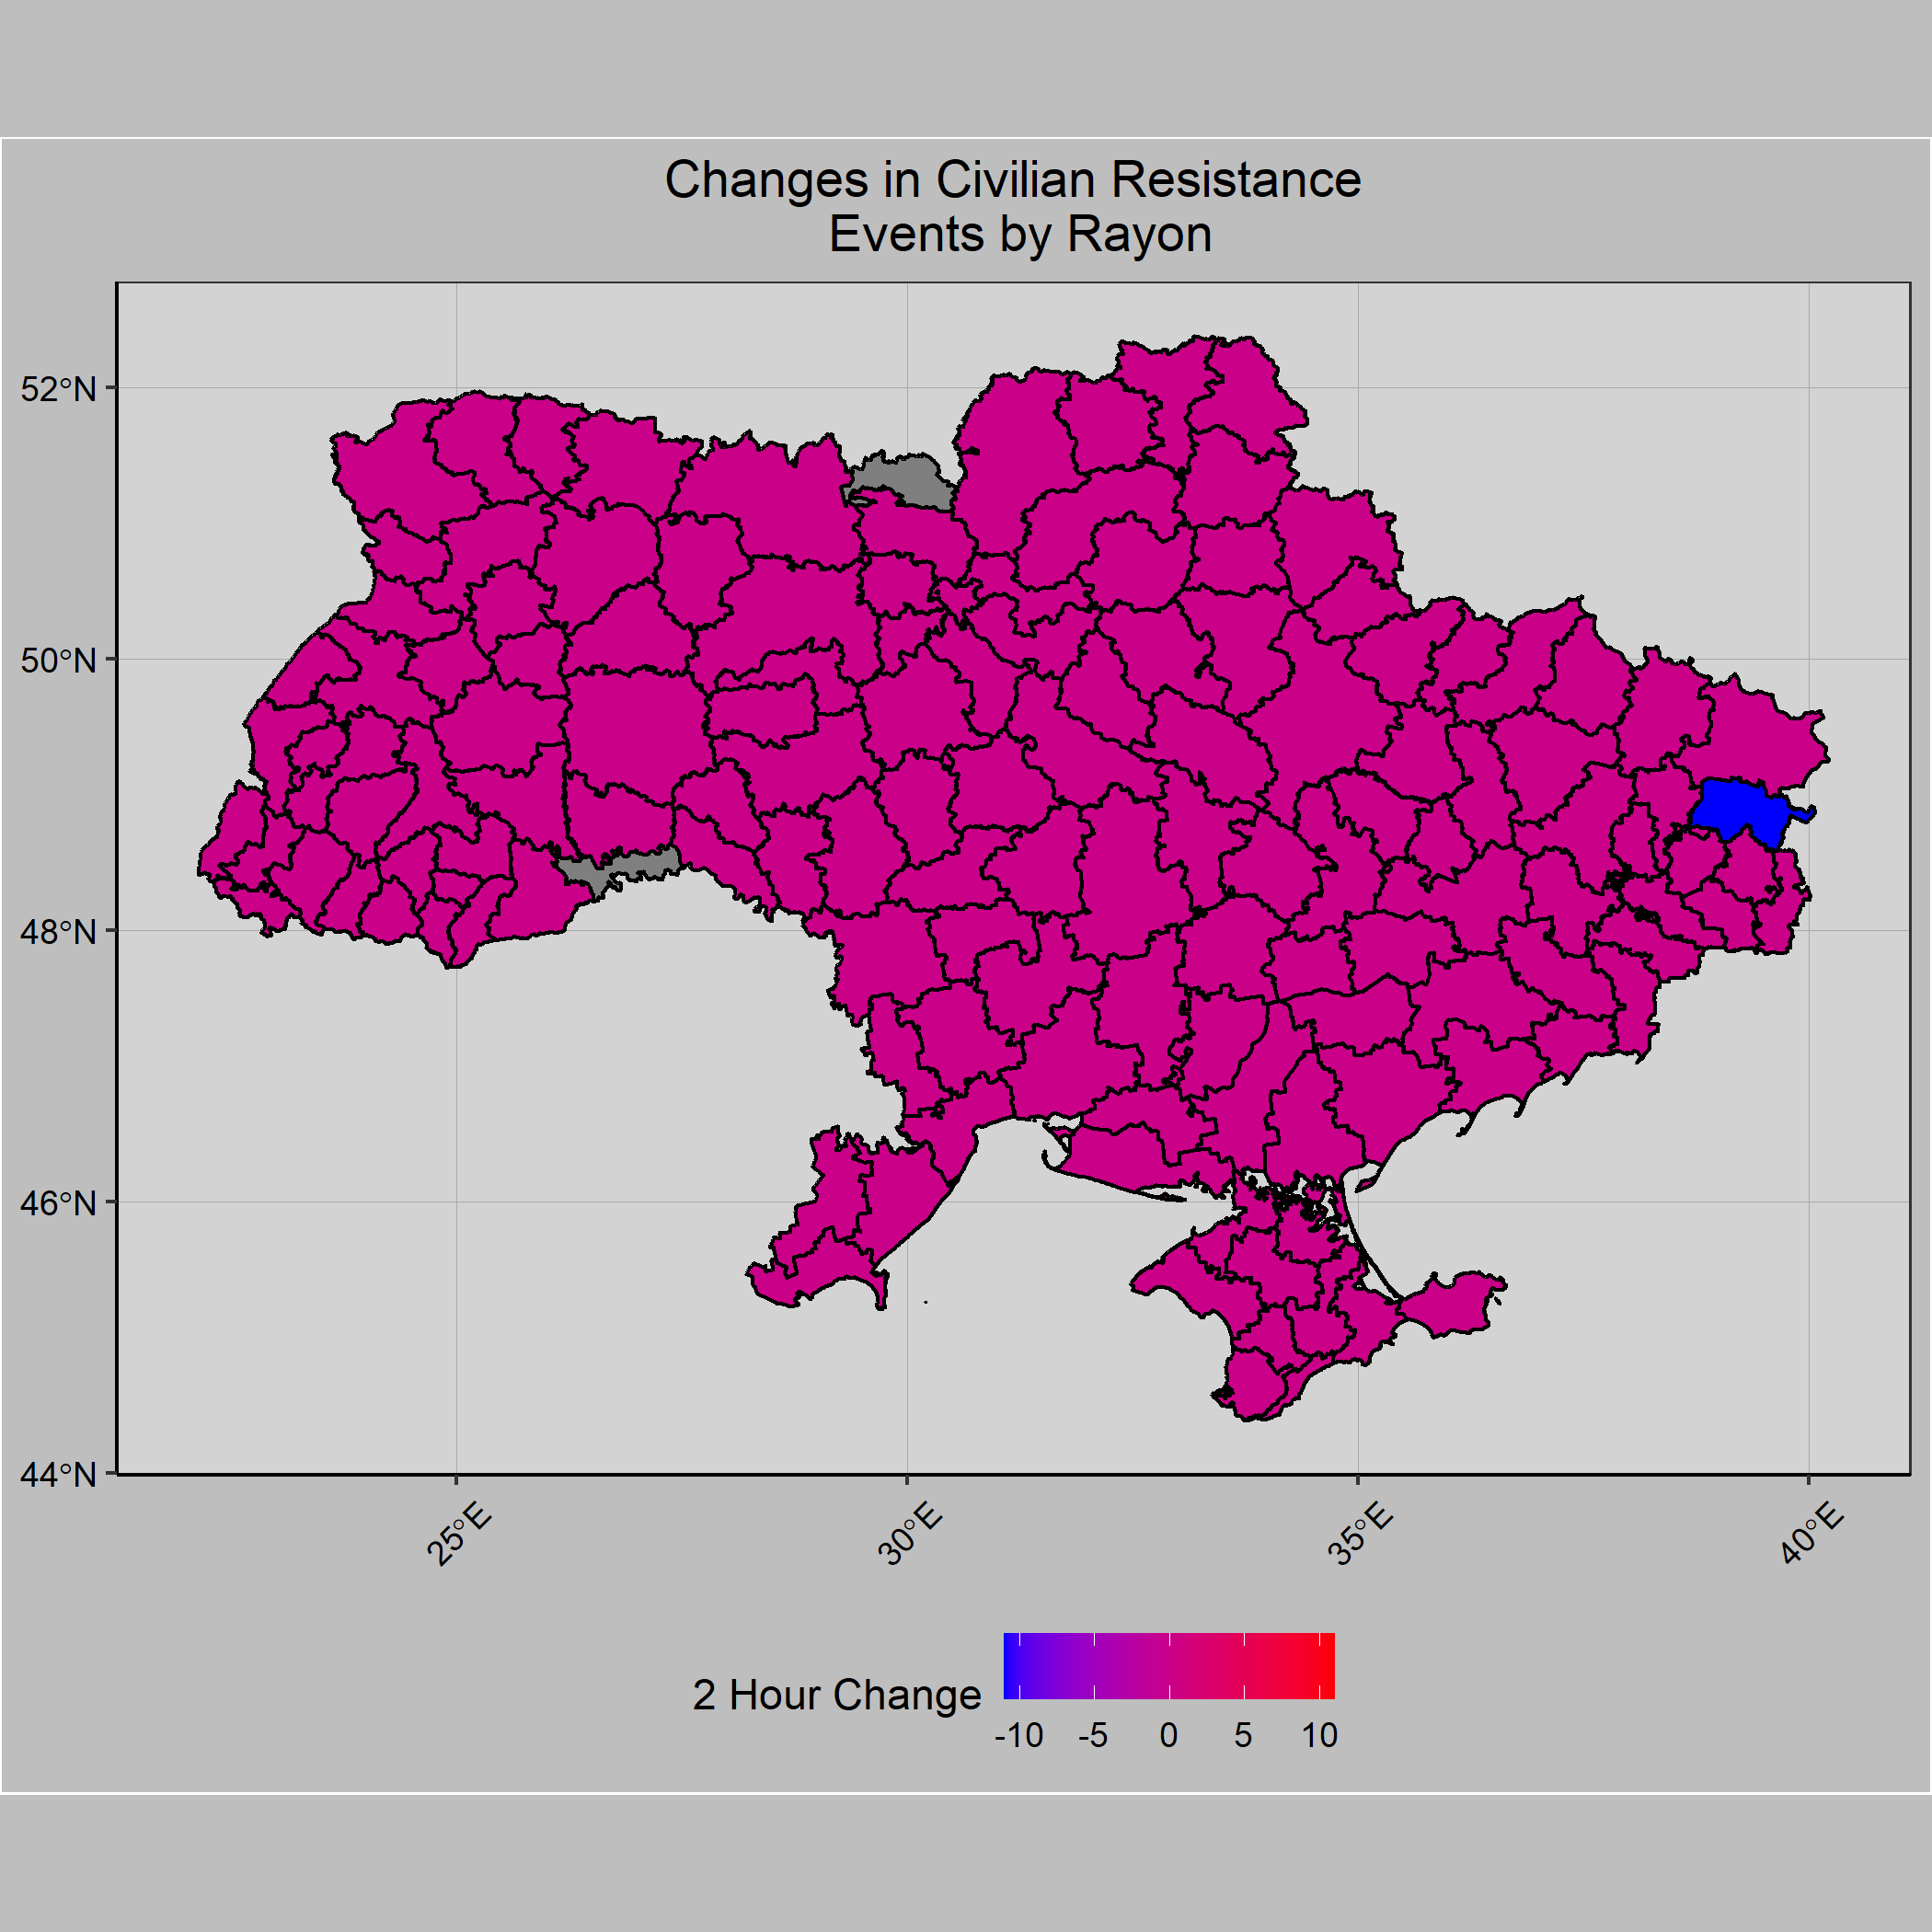 Changes in Civilian Resistance
Events by Rayon
52°N
50°N
48°N
46°N
44°N
25°E
30°E
35°E
40°E
2 Hour Change
-10
-5
0
5
10